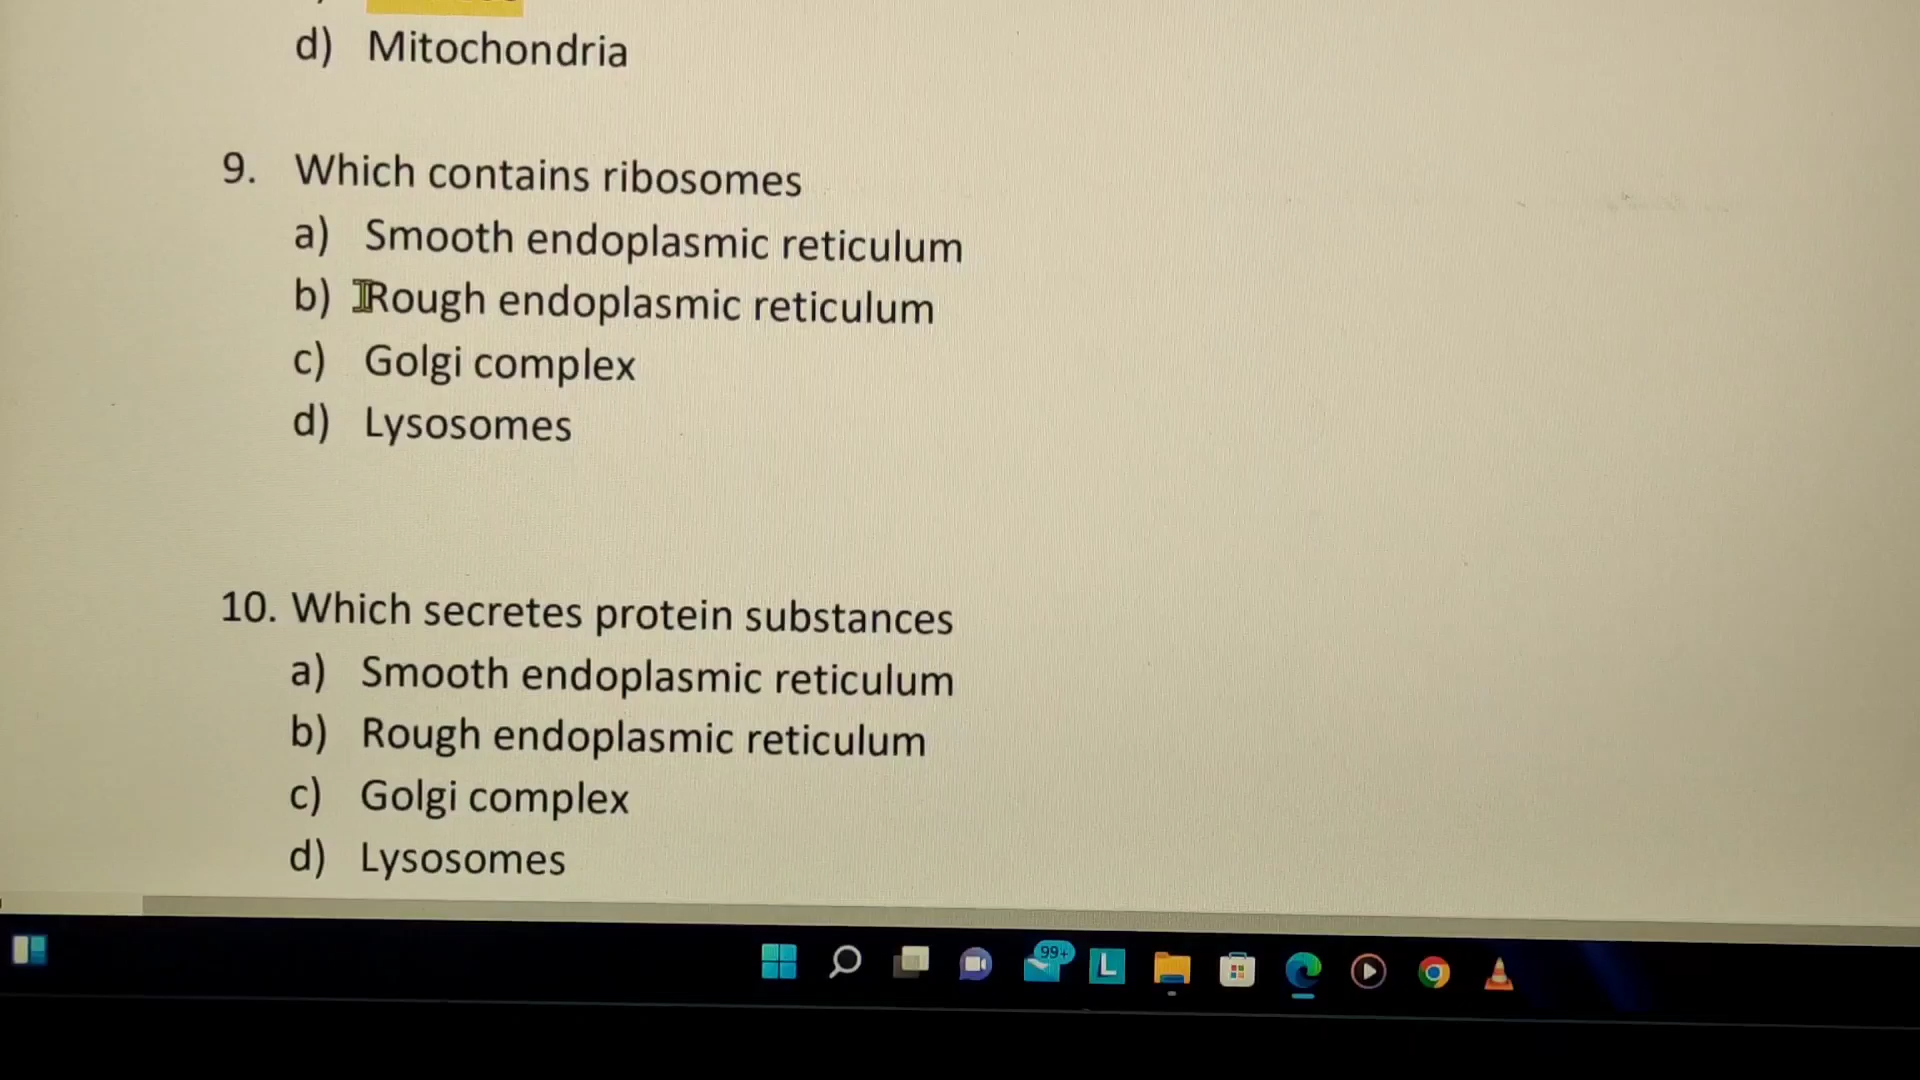 d) Mitochondria
9. Which contains ribosomes
a) Smooth endoplasmic reticulum
b) Rough endoplasmic reticulum
c) Golgi complex
d) Lysosomes
10. Which secretes protein substances
a) Smooth endoplasmic reticulum
b) Rough endoplasmic reticulum
c) Golgi complex
d) Lysosomes
99+
L